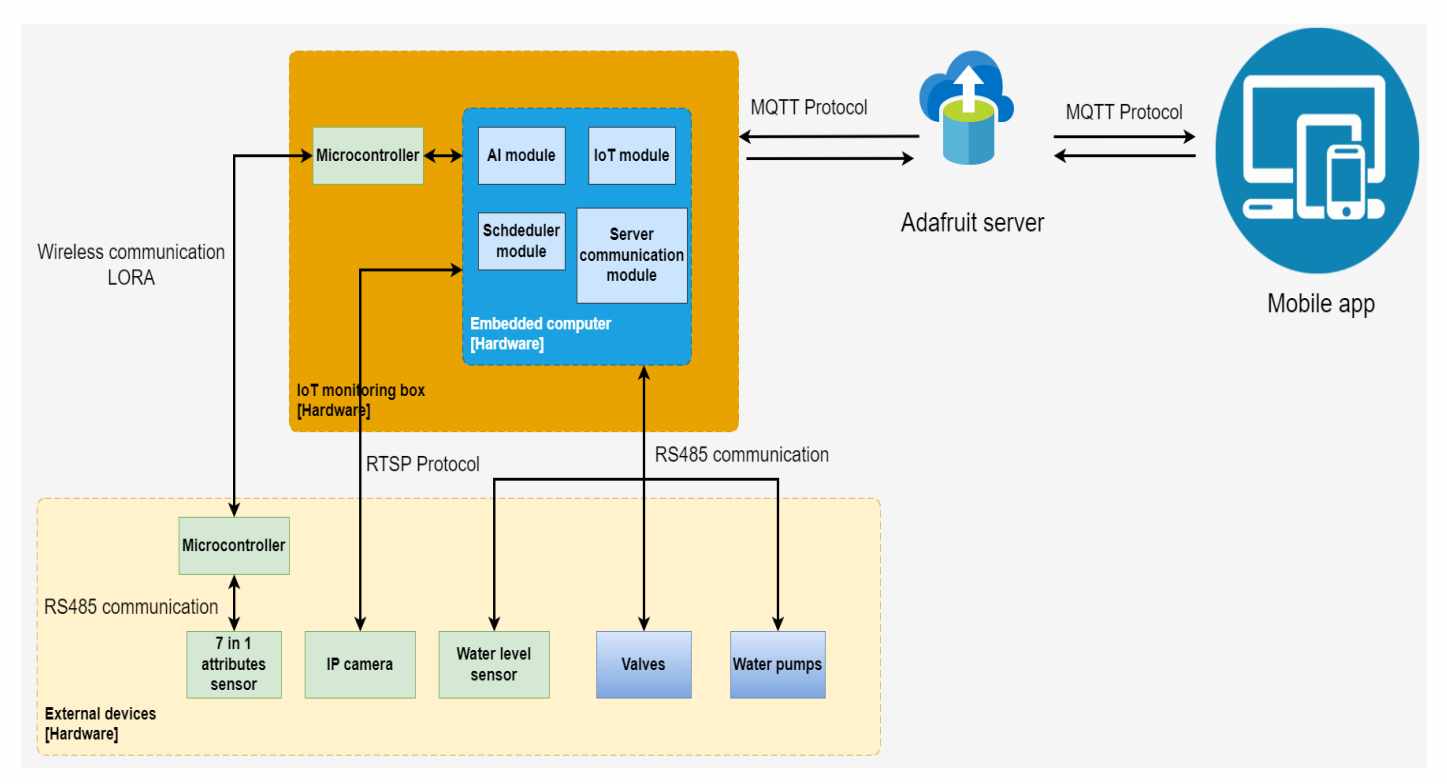 MQTT Protocol
MQTT Protocol
Microcontroller
AI module
IoT module
Adafruit server
Schdeduler
module
Server
communication
module
Wireless communication
LORA
Mobile app
Embedded computer
[Hardware]
IoT monitoring box
[Hardware]
RTSP Protocol
RS485 communication
Microcontroller
RS485 communication
7 in 1
attributes
sensor
IP camera
Water level
sensor
Valves
Water pumps
External devices
[Hardware]